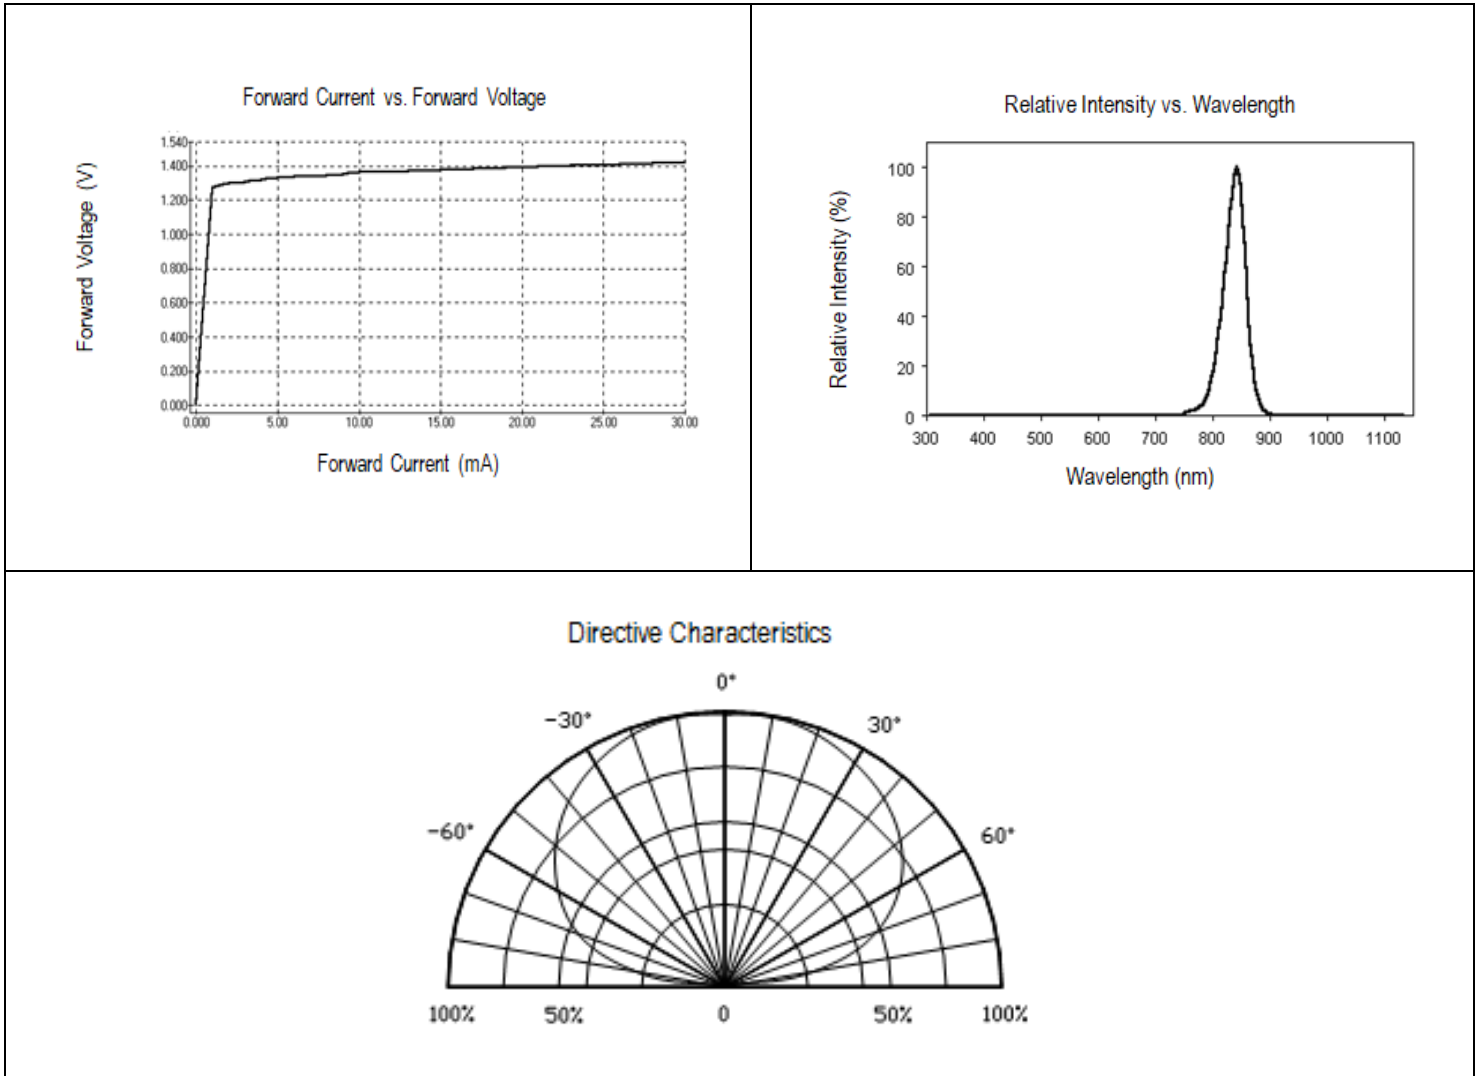 Forward Current vs. Forward Voltage
Forward Voltage (V)
1.540
1.400
1.200
1.000
0.800
0.600
0.400
0.200
0.000
0.000 5.00 10.00 15.00 20.00 25.00 30.00
Forward Current (mA)
Relative Intensity vs. Wavelength
Relative Intensity (%)
100
80
60
40
20
0
300 400 500 600 700 800 900 1000 1100
Wavelength (nm)
Directive Characteristics
0°
-30° 30°
-60° 60°
100% 50% 0 50% 100%